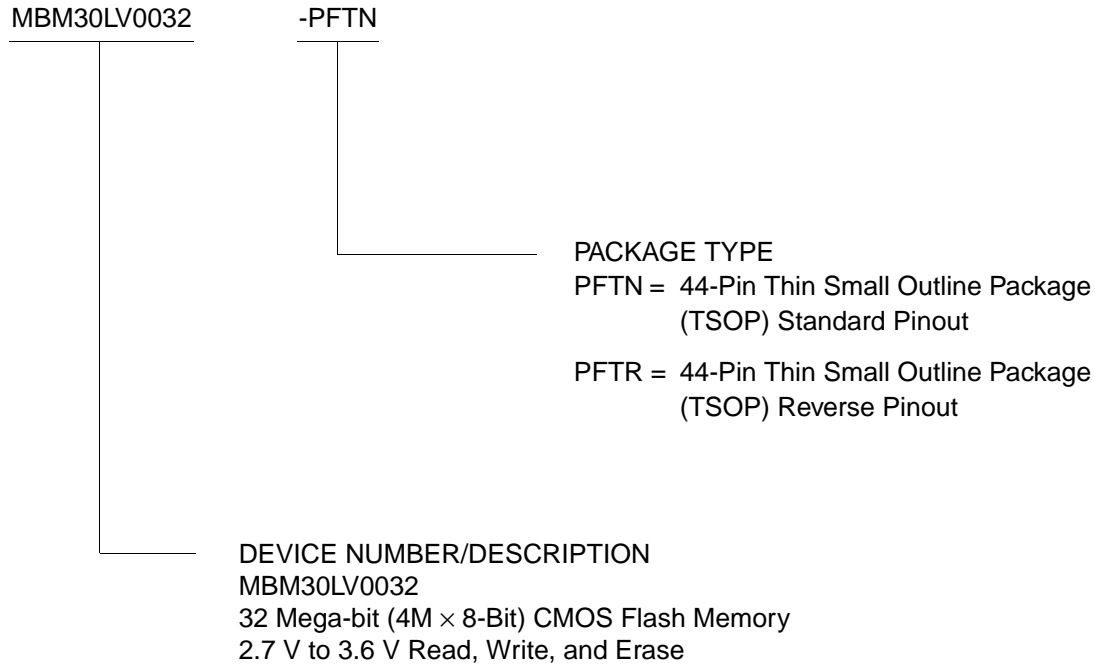 MBM30LV0032 -PFTN
PACKAGE TYPE
PFTN = 44-Pin Thin Small Outline Package
(TSOP) Standard Pinout
PFTR = 44-Pin Thin Small Outline Package
(TSOP) Reverse Pinout
DEVICE NUMBER/DESCRIPTION
MBM30LV0032
32 Mega-bit (4M × 8-Bit) CMOS Flash Memory
2.7 V to 3.6 V Read, Write, and Erase